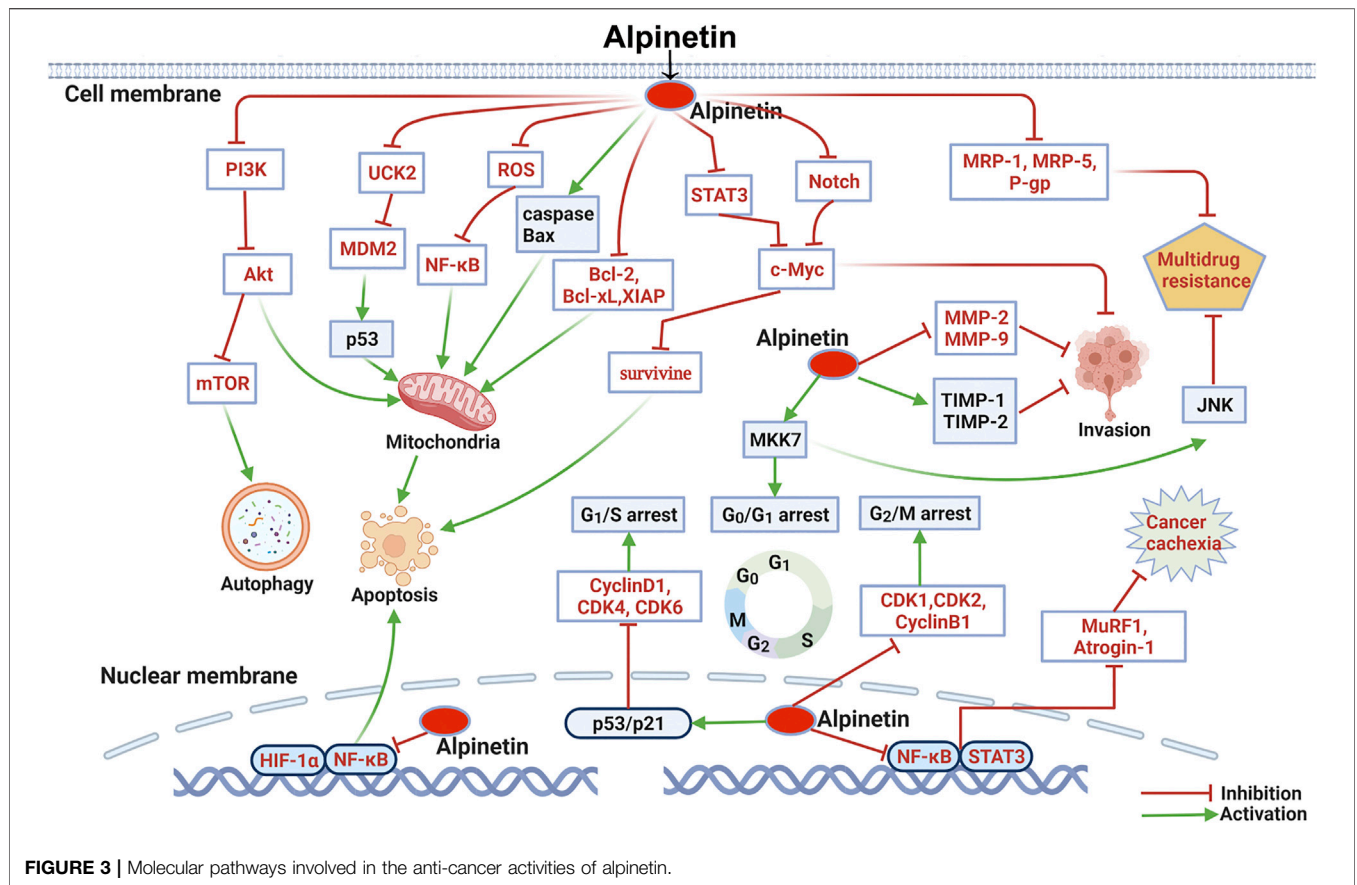 Alpinetin
Cell membrane
Alpinetin
PI3K
UCK2
ROS
STAT3
Notch
MRP-1, MRP-5,
P-gp
caspase
Bax
Akt
MDM2
NF-κB
Bcl-2,
Bcl-xL,XIAP
c-Myc
Multidrug
resistance
p53
mTOR
Mitochondria
survivine
Alpinetin
MMP-2
MMP-9
TIMP-1
TIMP-2
Invasion
JNK
MKK7
Autophagy
Apoptosis
G1/S arrest
G0/G1 arrest
G2/M arrest
Cancer
cachexia
CyclinD1,
CDK4, CDK6
G0
G1
M
G2
S
CDK1,CDK2,
CyclinB1
MuRF1,
Atrogin-1
Nuclear membrane
Alpinetin
HIF-1α
NF-κB
p53/p21
Alpinetin
NF-κB
STAT3
Inhibition
Activation
FIGURE 3 | Molecular pathways involved in the anti-cancer activities of alpinetin.